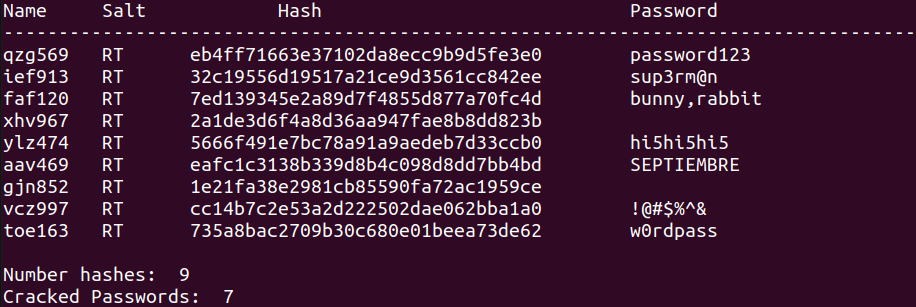 Name Salt Hash Password
--------------------------------------------------------------------------------
qzg569 RT eb4ff71663e37102da8ecc9b9d5fe3e0 password123
ief913 RT 32c19556d19517a21ce9d3561cc842ee sup3rm@n
faf120 RT 7ed139345e2a89d7f4855d877a70fc4d bunny,rabbit
xhv967 RT 2a1de3d6f4a8d36aa947fae8b8dd823b
ylz474 RT 5666f491e7bc78a91a9aedeb7d33ccb0 hi5hi5hi5
aav469 RT eafc1c3138b339d8b4c098d8dd7bb4bd SEPTIEMBRE
gjn852 RT 1e21fa38e2981cb85590fa72ac1959ce
vcz997 RT cc14b7c2e53a2d222502dae062bba1a0 !@#$%^&
toe163 RT 735a8bac2709b30c680e01beea73de62 w0rdpass
Number hashes: 9
Cracked Passwords: 7